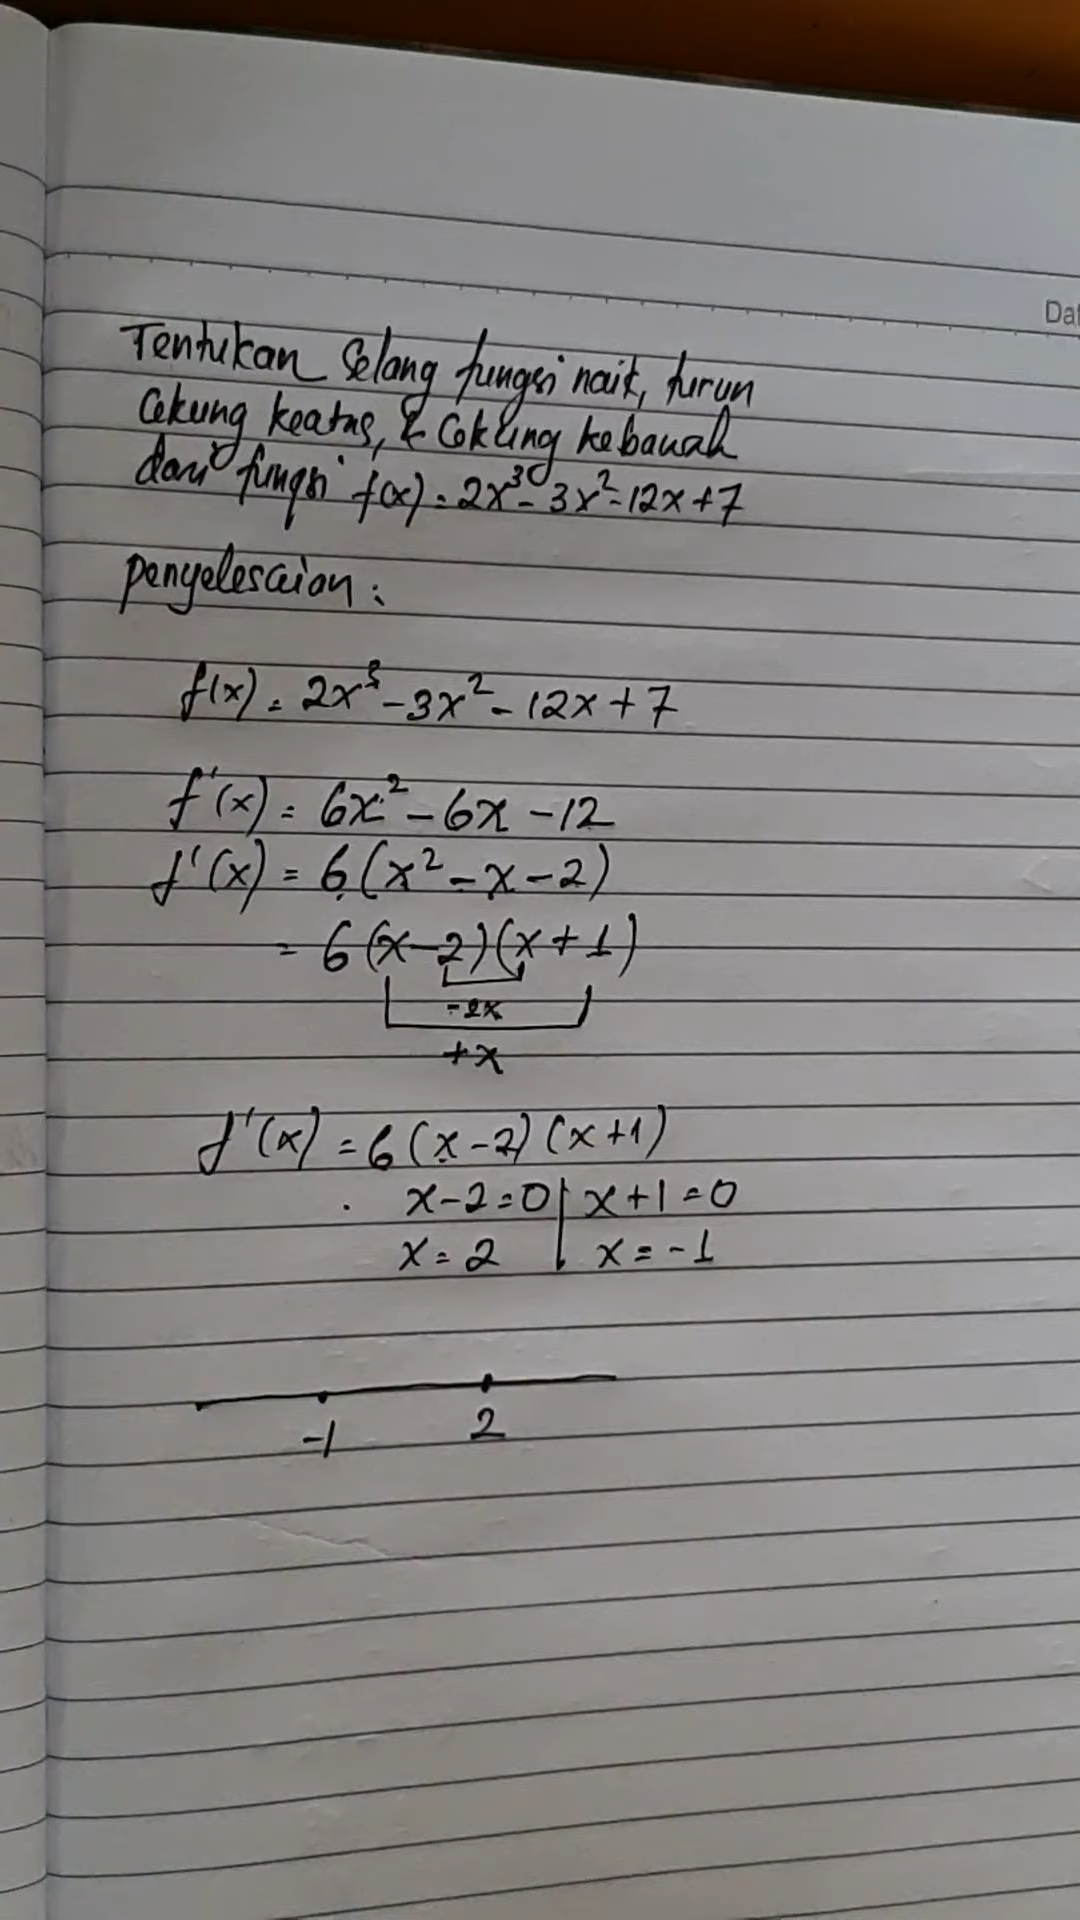 Tentukan Selang fungsi naik, turun
Cekung keatas, & Cekung kebawah
dari fungsi f(x) = 2x³ - 3x² - 12x + 7
penyelesaian :
f(x) = 2x³ - 3x² - 12x + 7
f'(x) = 6x² - 6x - 12
f'(x) = 6(x² - x - 2)
= 6(x-2)(x+1)
-2x
+x
f'(x) = 6(x-2)(x+1)
x-2=0 | x+1=0
x=2 | x=-1
-1 2